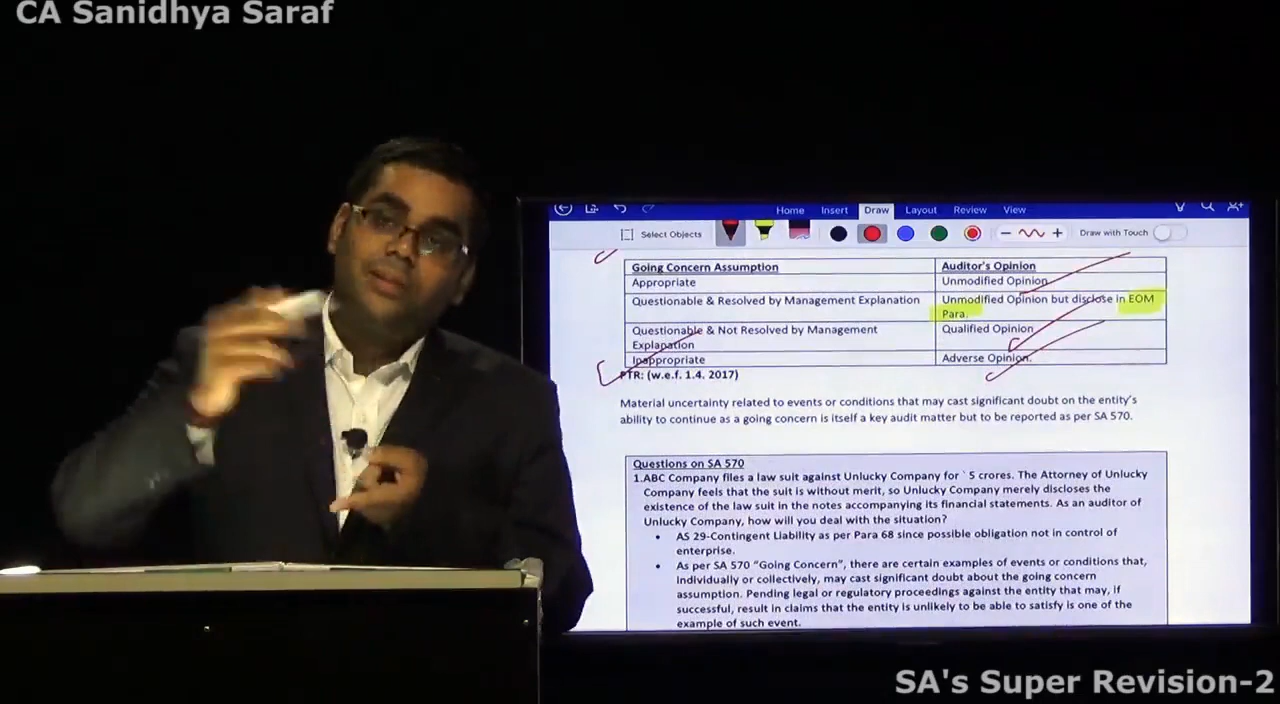 CA Sanidhya Saraf
Home Insert Draw Layout Review View
Select Objects
Draw with Touch
Going Concern Assumption Auditor's Opinion
Appropriate Unmodified Opinion
Questionable & Resolved by Management Explanation Unmodified Opinion but disclose in EOM
Para.
Questionable & Not Resolved by Management Qualified Opinion
Explanation
Inappropriate Adverse Opinion.
PTR: (w.e.f. 1.4. 2017)
Material uncertainty related to events or conditions that may cast significant doubt on the entity's
ability to continue as a going concern is itself a key audit matter but to be reported as per SA 570.
Questions on SA 570
1.ABC Company files a law suit against Unlucky Company for ` 5 crores. The Attorney of Unlucky
Company feels that the suit is without merit, so Unlucky Company merely discloses the
existence of the law suit in the notes accompanying its financial statements. As an auditor of
Unlucky Company, how will you deal with the situation?
• AS 29-Contingent Liability as per Para 68 since possible obligation not in control of
enterprise.
• As per SA 570 "Going Concern", there are certain examples of events or conditions that,
individually or collectively, may cast significant doubt about the going concern
assumption. Pending legal or regulatory proceedings against the entity that may, if
successful, result in claims that the entity is unlikely to be able to satisfy is one of the
example of such event.
SA's Super Revision-2